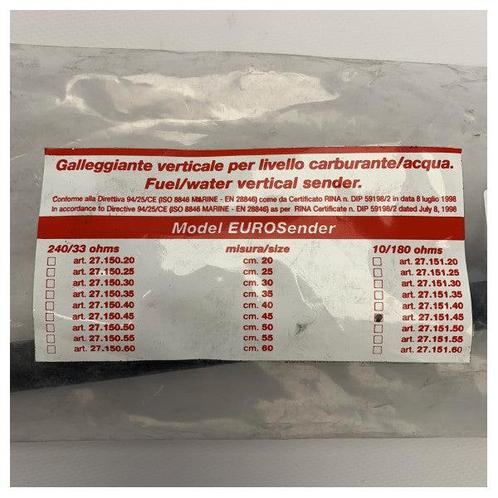 Galleggiante verticale per livello carburante/acqua.
Fuel/water vertical sender.
Conforme alla Direttiva 94/25/CE (ISO 8846 MARINE - EN 28846) come da Certificato RINA n. DIP 59198/2 in data 8 luglio 1998
In accordance fo Directive 94/25/CE (ISO 8846 MARINE - EN 28846) as per RINA Certificate n. DIP 59198/2 dated July 8, 1998
Model EUROSender
240/33 ohms misura/size 10/180 ohms
art. 27.150.20 cm. 20 art. 27.151.20
art. 27.150.25 cm. 25 art. 27.151.25
art. 27.150.30 cm. 30 art. 27.151.30
art. 27.150.35 cm. 35 art. 27.151.35
art. 27.150.40 cm. 40 art. 27.151.40
art. 27.150.45 cm. 45 art. 27.151.45
art. 27.150.50 cm. 50 art. 27.151.50
art. 27.150.55 cm. 55 art. 27.151.55
art. 27.150.60 cm. 60 art. 27.151.60